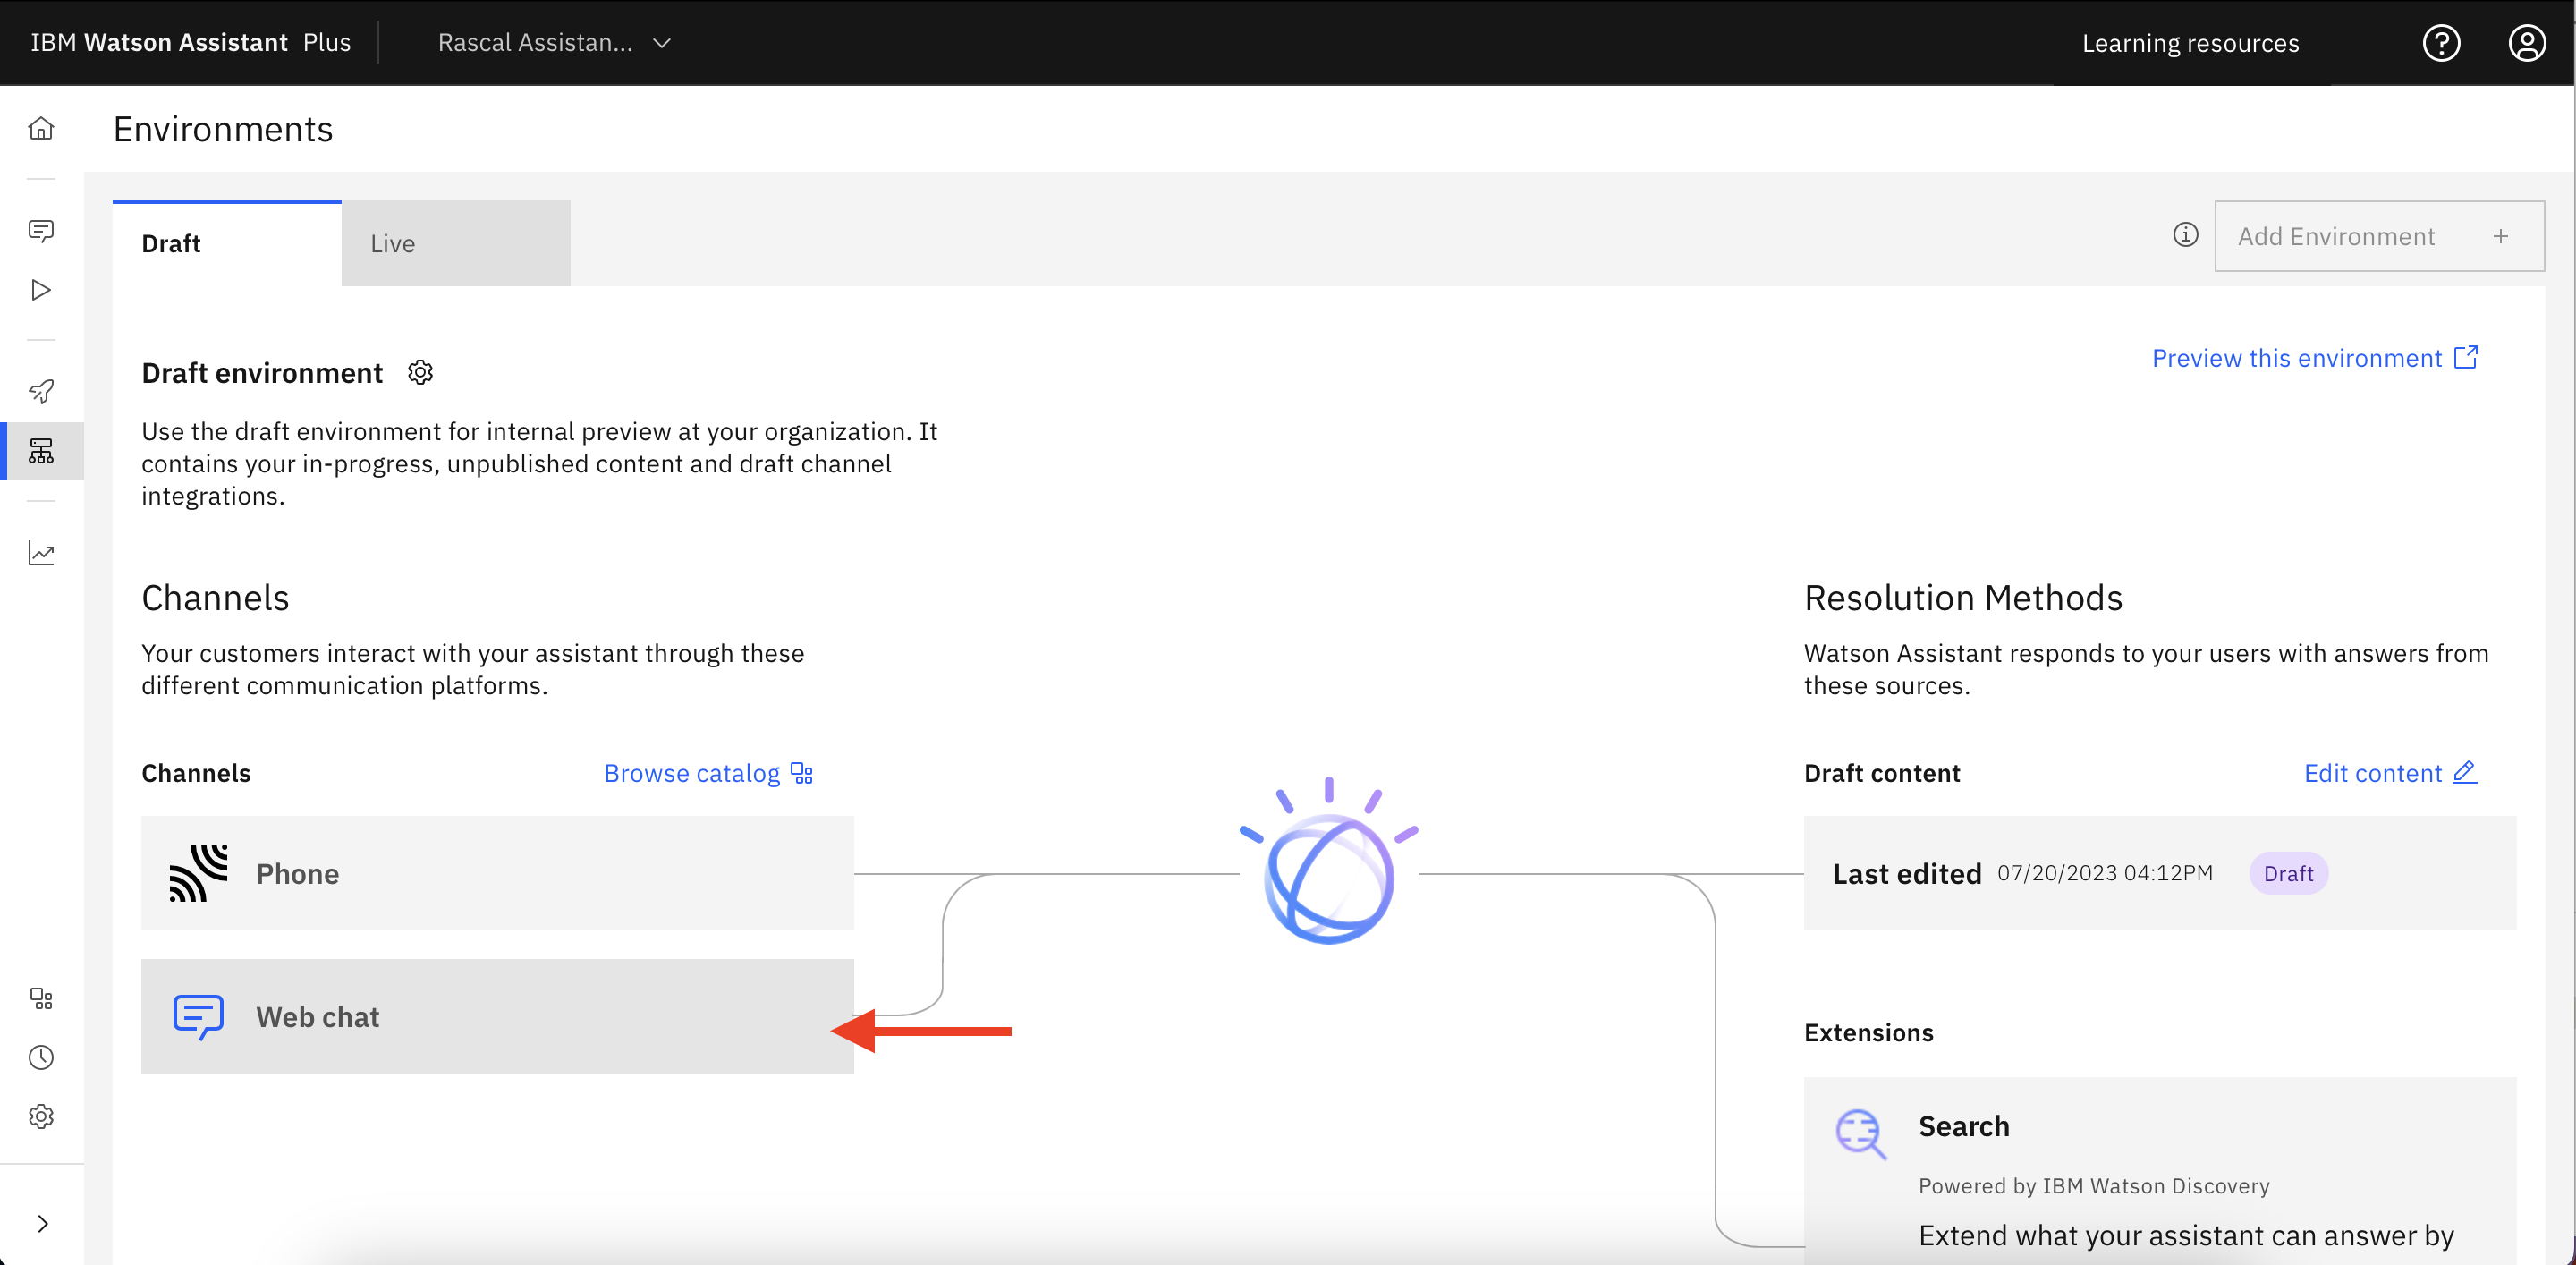 IBM Watson Assistant Plus
Rascal Assistan...
Learning resources
Environments
Draft
Live
Add Environment
Draft environment
Preview this environment
Use the draft environment for internal preview at your organization. It
contains your in-progress, unpublished content and draft channel
integrations.
Channels
Your customers interact with your assistant through these
different communication platforms.
Channels
Browse catalog
Phone
Web chat
Resolution Methods
Watson Assistant responds to your users with answers from
these sources.
Draft content
Edit content
Last edited 07/20/2023 04:12PM Draft
Extensions
Search
Powered by IBM Watson Discovery
Extend what your assistant can answer by